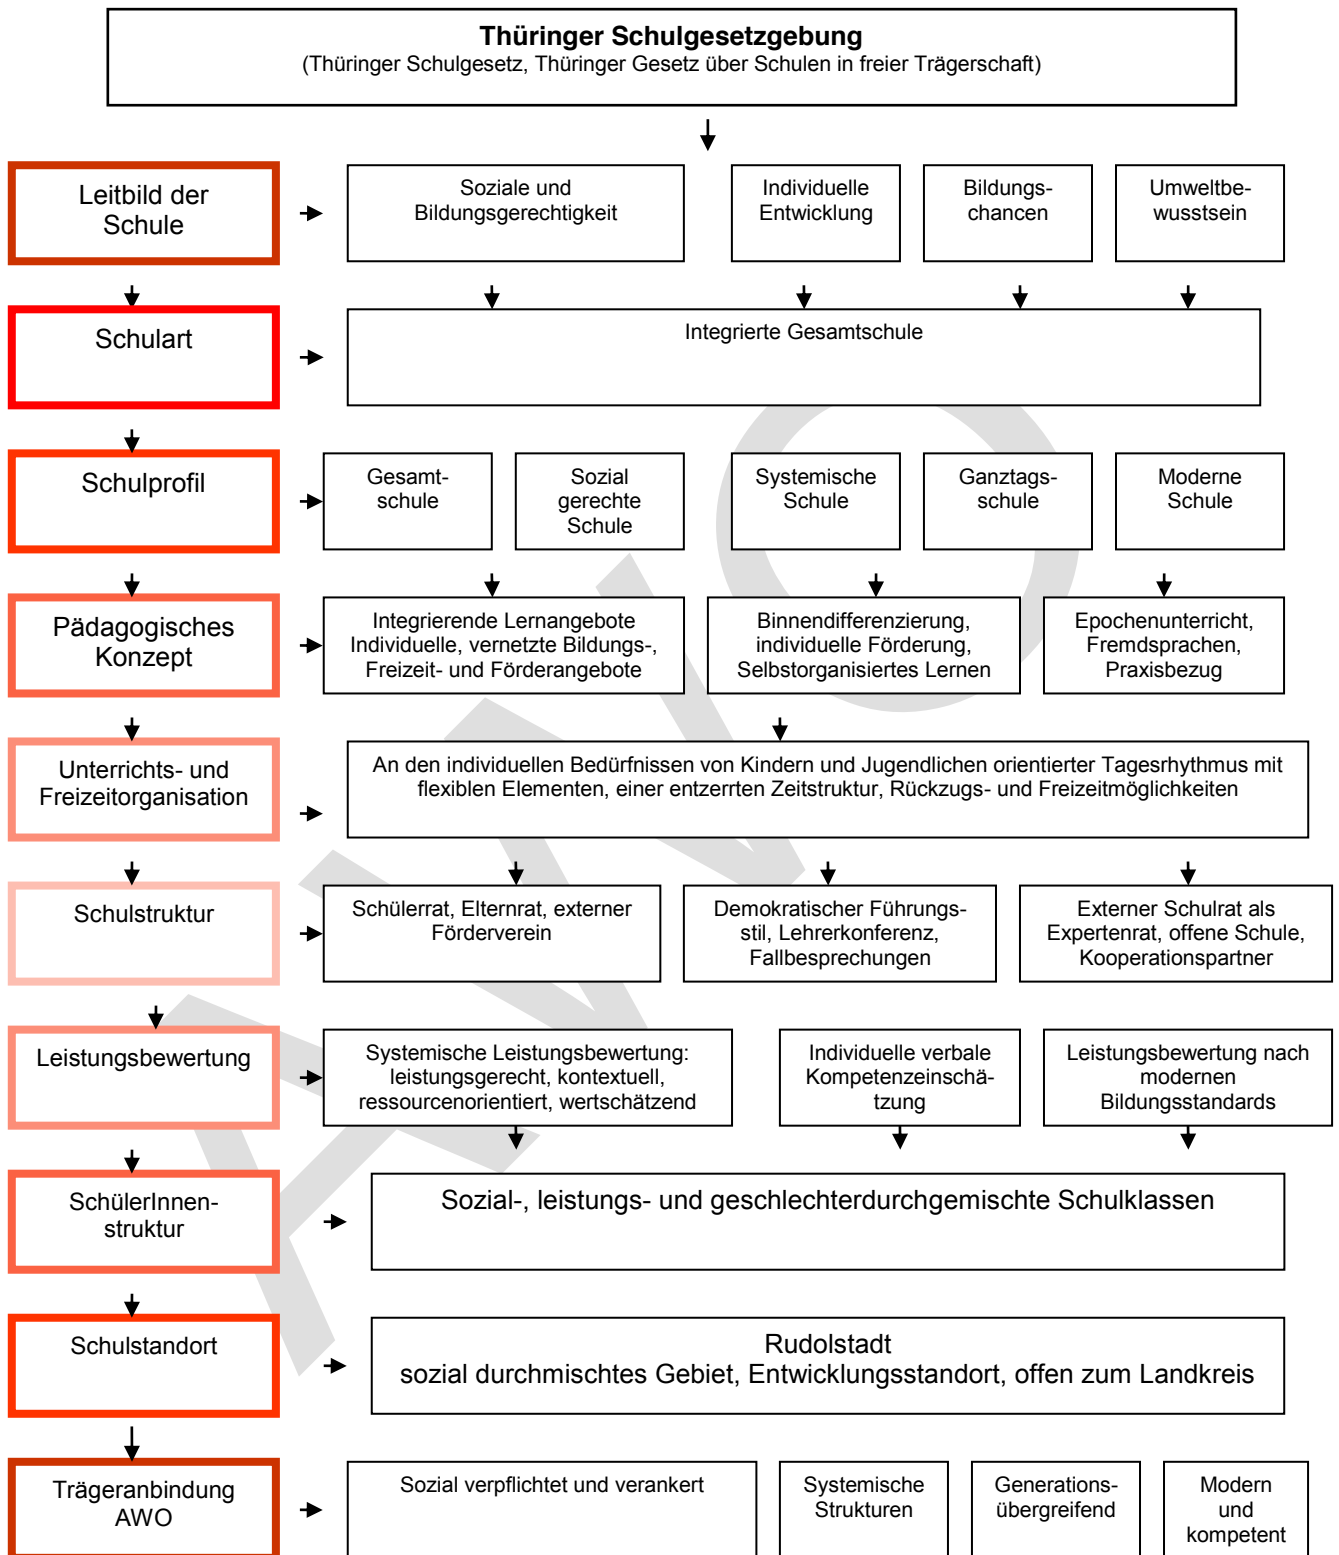 Thüringer Schulgesetzgebung
(Thüringer Schulgesetz, Thüringer Gesetz über Schulen in freier Trägerschaft)
Leitbild der
Schule
Soziale und
Bildungsgerechtigkeit
Individuelle
Entwicklung
Bildungs-
chancen
Umweltbe-
wusstsein
Schulart
Integrierte Gesamtschule
Schulprofil
Gesamt-
schule
Sozial
gerechte
Schule
Systemische
Schule
Ganztags-
schule
Moderne
Schule
Pädagogisches
Konzept
Integrierende Lernangebote
Individuelle, vernetzte Bildungs-,
Freizeit- und Förderangebote
Binnendifferenzierung,
individuelle Förderung,
Selbstorganisiertes Lernen
Epochenunterricht,
Fremdsprachen,
Praxisbezug
Unterrichts- und
Freizeitorganisation
An den individuellen Bedürfnissen von Kindern und Jugendlichen orientierter Tagesrhythmus mit
flexiblen Elementen, einer entzerrten Zeitstruktur, Rückzugs- und Freizeitmöglichkeiten
Schulstruktur
Schülerrat, Elternrat, externer
Förderverein
Demokratischer Führungs-
stil, Lehrerkonferenz,
Fallbesprechungen
Externer Schulrat als
Expertenrat, offene Schule,
Kooperationspartner
Leistungsbewertung
Systemische Leistungsbewertung:
leistungsgerecht, kontextuell,
ressourcenorientiert, wertschätzend
Individuelle verbale
Kompetenzeinschä-
tzung
Leistungsbewertung nach
modernen
Bildungsstandards
SchülerInnen-
struktur
Sozial-, leistungs- und geschlechterdurchgemischte Schulklassen
Schulstandort
Rudolstadt
sozial durchmischtes Gebiet, Entwicklungsstandort, offen zum Landkreis
Trägeranbindung
AWO
Sozial verpflichtet und verankert
Systemische
Strukturen
Generations-
übergreifend
Modern
und
kompetent
AWO